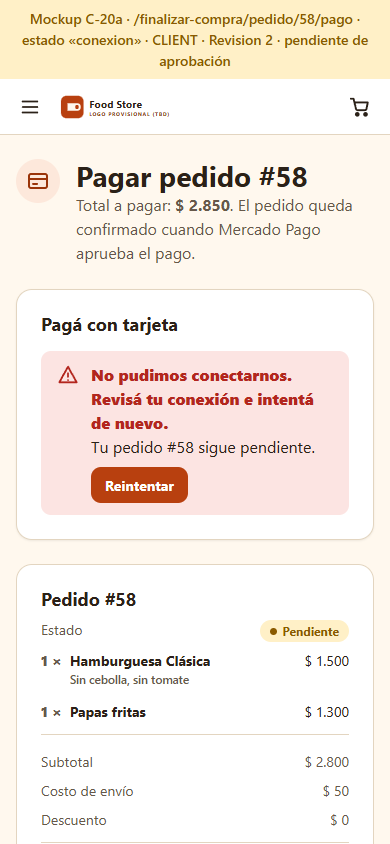 Mockup C-20a · /finalizar-compra/pedido/58/pago ·
estado «conexion» · CLIENT · Revision 2 · pendiente de
aprobación
Food Store
LOGO PROVISIONAL (TBD)
Pagar pedido #58
Total a pagar: $ 2.850. El pedido queda
confirmado cuando Mercado Pago
aprueba el pago.
Pagá con tarjeta
No pudimos conectarnos.
Revisá tu conexión e intentá
de nuevo.
Tu pedido #58 sigue pendiente.
Reintentar
Pedido #58
Estado Pendiente
1 × Hamburguesa Clásica $ 1.500
Sin cebolla, sin tomate
1 × Papas fritas $ 1.300
Subtotal $ 2.800
Costo de envío $ 50
Descuento $ 0